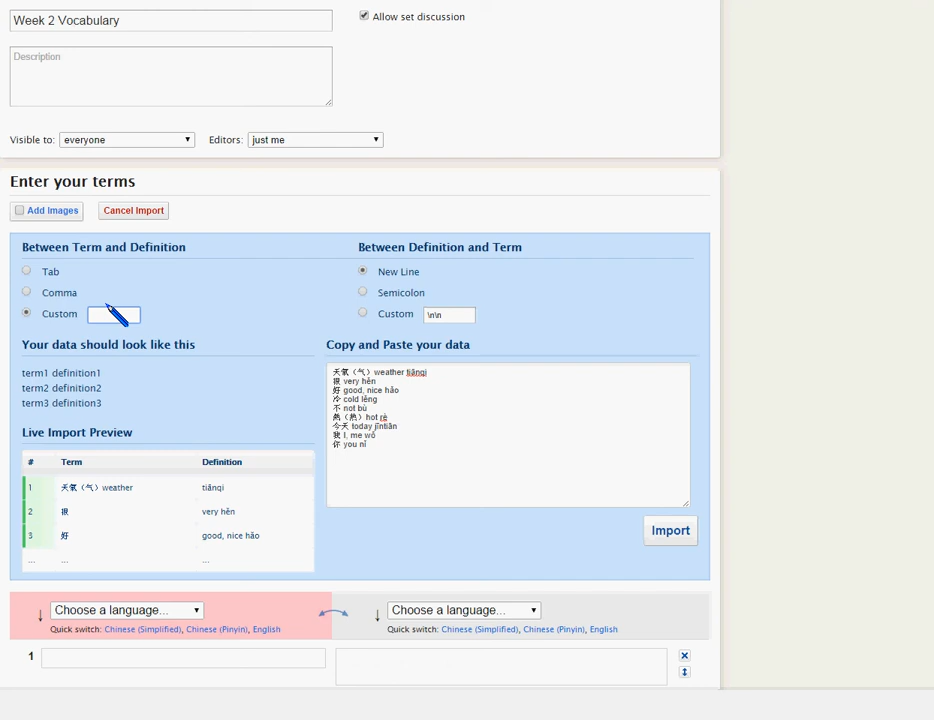 Week 2 Vocabulary
Allow set discussion
Description
Visible to: everyone Editors: just me
Enter your terms
Add Images Cancel Import
Between Term and Definition Between Definition and Term
Tab New Line
Comma Semicolon
Custom Custom \n\n
Your data should look like this
term1 definition1
term2 definition2
term3 definition3
Copy and Paste your data
天氣（气）weather tiānqì
很 very hěn
好 good, nice hǎo
冷 cold lěng
不 not bù
熱（热）hot rè
今天 today jīntiān
我 I, me wǒ
你 you nǐ
Import
Live Import Preview
# Term Definition
1 天氣（气）weather tiānqì
2 很 very hěn
3 好 good, nice hǎo
... ... ...
Choose a language... Choose a language...
Quick switch: Chinese (Simplified), Chinese (Pinyin), English Quick switch: Chinese (Simplified), Chinese (Pinyin), English
1